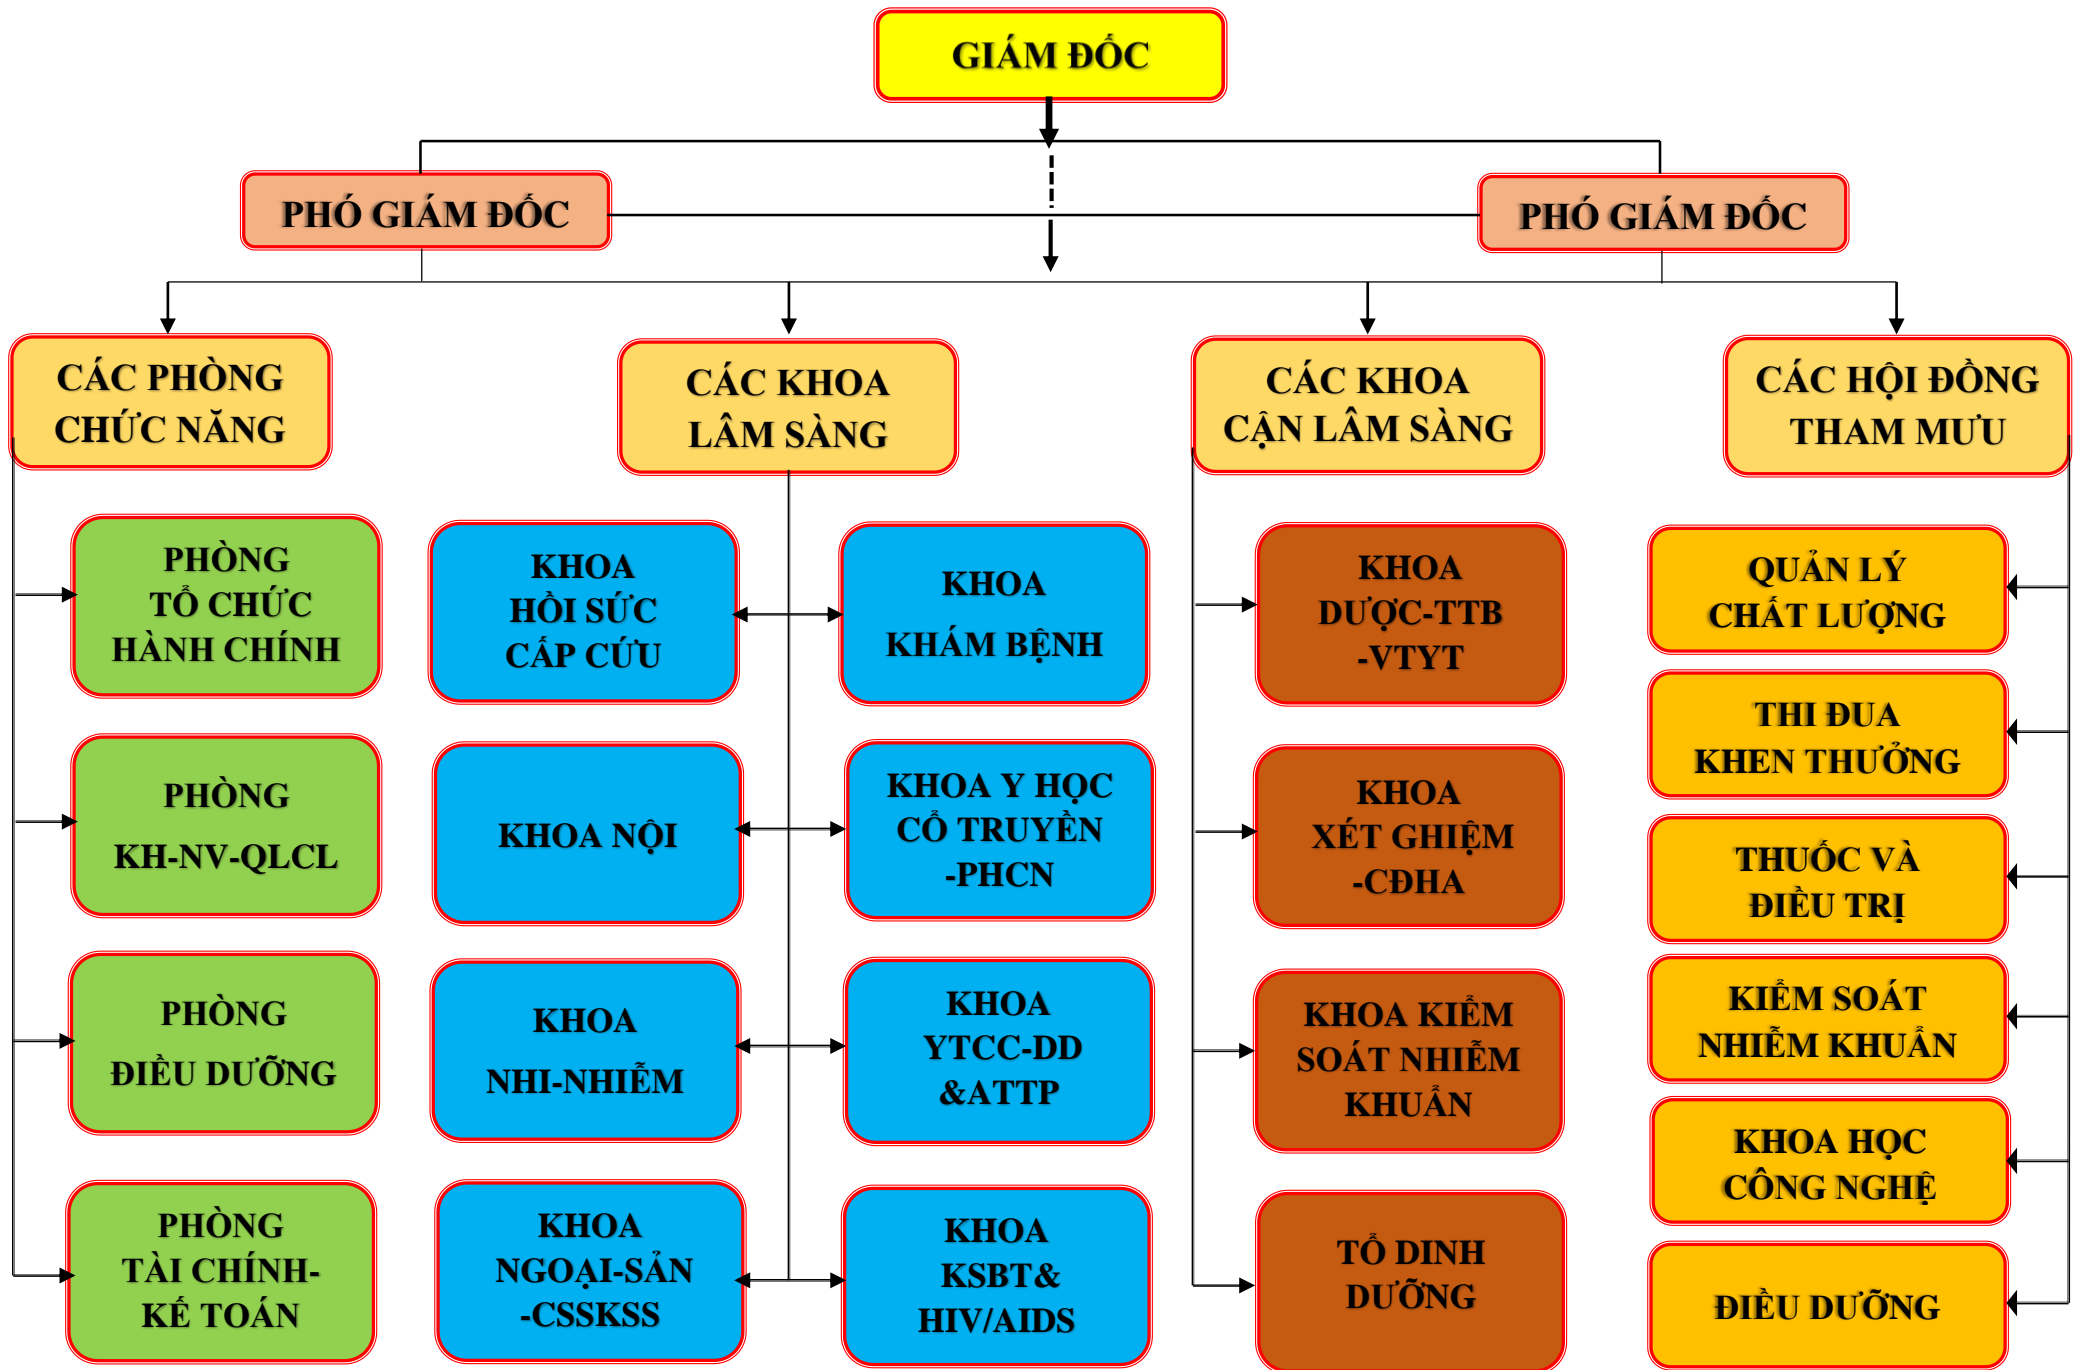 GIÁM ĐỐC
PHÓ GIÁM ĐỐC
PHÓ GIÁM ĐỐC
CÁC PHÒNG
CHỨC NĂNG
CÁC KHOA
LÂM SÀNG
CÁC KHOA
CẬN LÂM SÀNG
CÁC HỘI ĐỒNG
THAM MƯU
PHÒNG
TỔ CHỨC
HÀNH CHÍNH
PHÒNG
KH-NV-QLCL
PHÒNG
ĐIỀU DƯỠNG
PHÒNG
TÀI CHÍNH-
KẾ TOÁN
KHOA
HỒI SỨC
CẤP CỨU
KHOA NỘI
KHOA
NHI-NHIỄM
KHOA
NGOẠI-SẢN
-CSSKSS
KHOA
KHÁM BỆNH
KHOA Y HỌC
CỔ TRUYỀN
-PHCN
KHOA
YTCC-DD
&ATTP
KHOA
KSBT&
HIV/AIDS
KHOA
DƯỢC-TTB
-VTYT
KHOA
XÉT GHIỆM
-CĐHA
KHOA KIỂM
SOÁT NHIỄM
KHUẨN
TỔ DINH
DƯỠNG
QUẢN LÝ
CHẤT LƯỢNG
THI ĐUA
KHEN THƯỞNG
THUỐC VÀ
ĐIỀU TRỊ
KIỂM SOÁT
NHIỄM KHUẨN
KHOA HỌC
CÔNG NGHỆ
ĐIỀU DƯỠNG